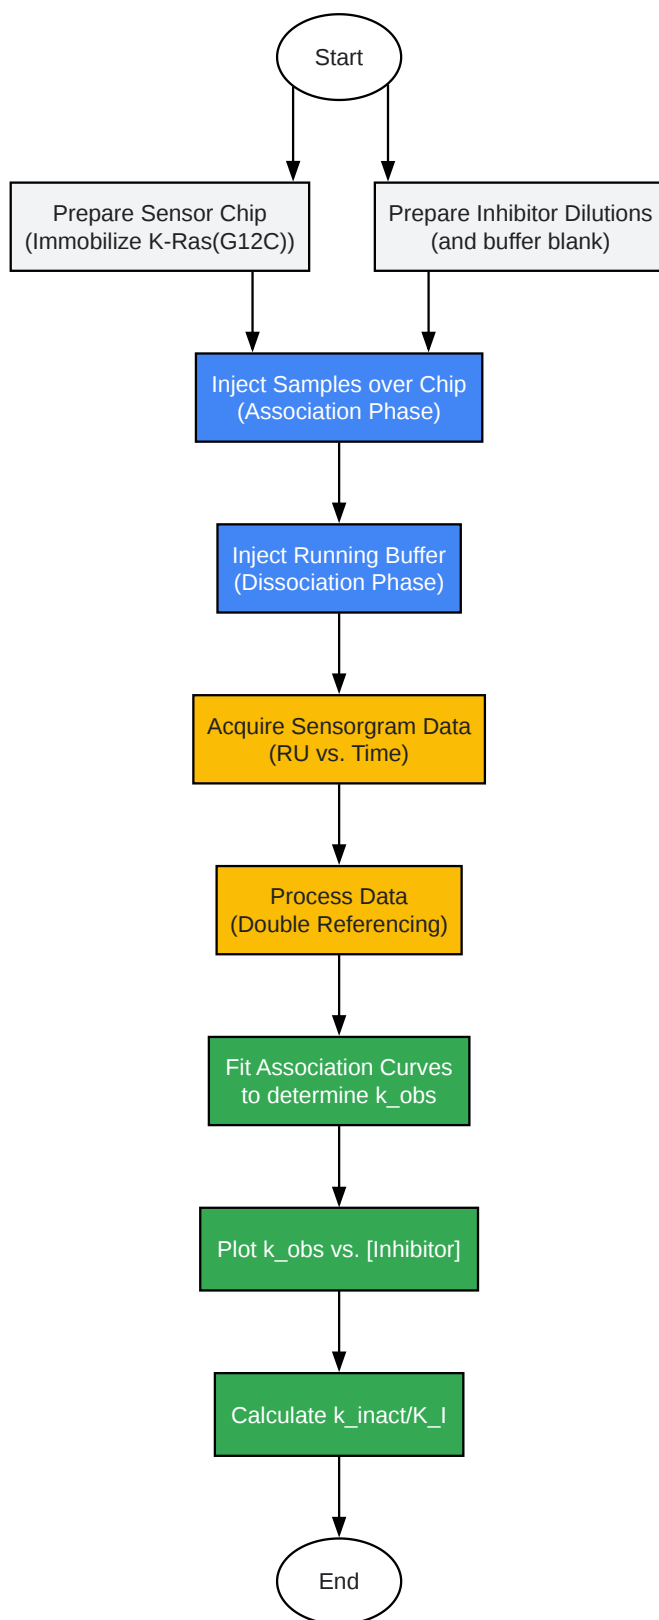 Start
Prepare Sensor Chip
(Immobilize K-Ras(G12C))
Prepare Inhibitor Dilutions
(and buffer blank)
Inject Samples over Chip
(Association Phase)
Inject Running Buffer
(Dissociation Phase)
Acquire Sensorgram Data
(RU vs. Time)
Process Data
(Double Referencing)
Fit Association Curves
to determine k_obs
Plot k_obs vs. [Inhibitor]
Calculate k_inact/K_I
End